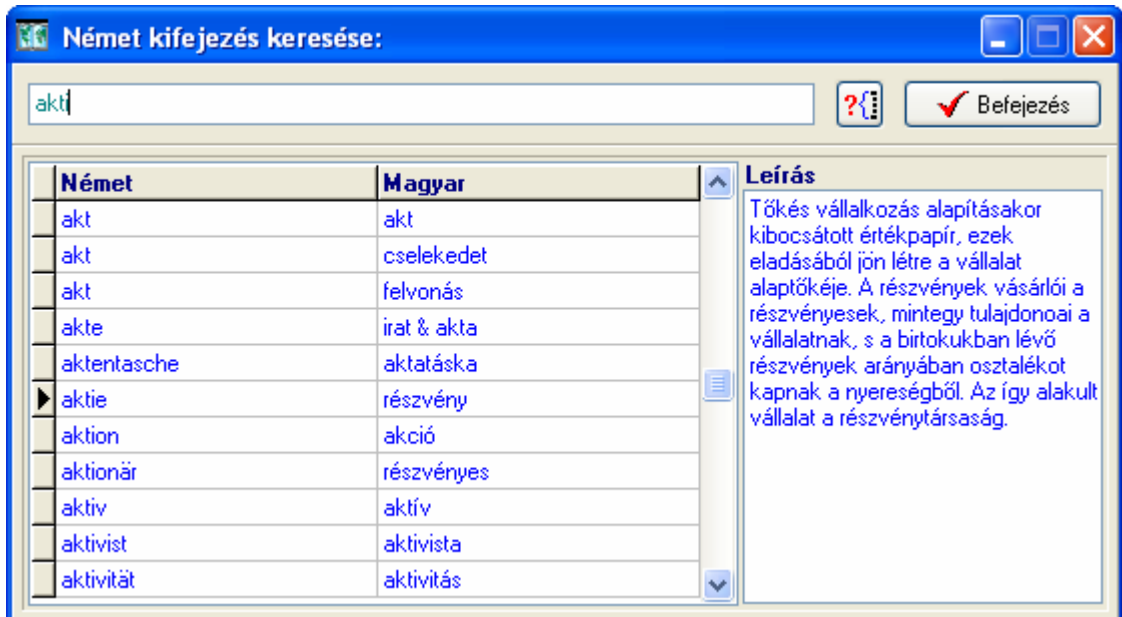 Német kifejezés keresése:
akti
?{ Befejezés
Német Magyar
akt akt
akt cselekedet
akt felvonás
akte irat & akta
aktentasche aktatáska
aktie részvény
aktion akció
aktionär részvényes
aktiv aktív
aktivist aktivista
aktivität aktivitás
Leírás
Tőkés vállalkozás alapításakor
kibocsátott értékpapír, ezek
eladásából jön létre a vállalat
alaptőkéje. A részvények vásárlói a
részvényesek, mintegy tulajdonoai a
vállalatnak, s a birtokukban lévő
részvények arányában osztalékot
kapnak a nyereségből. Az így alakult
vállalat a részvénytársaság.